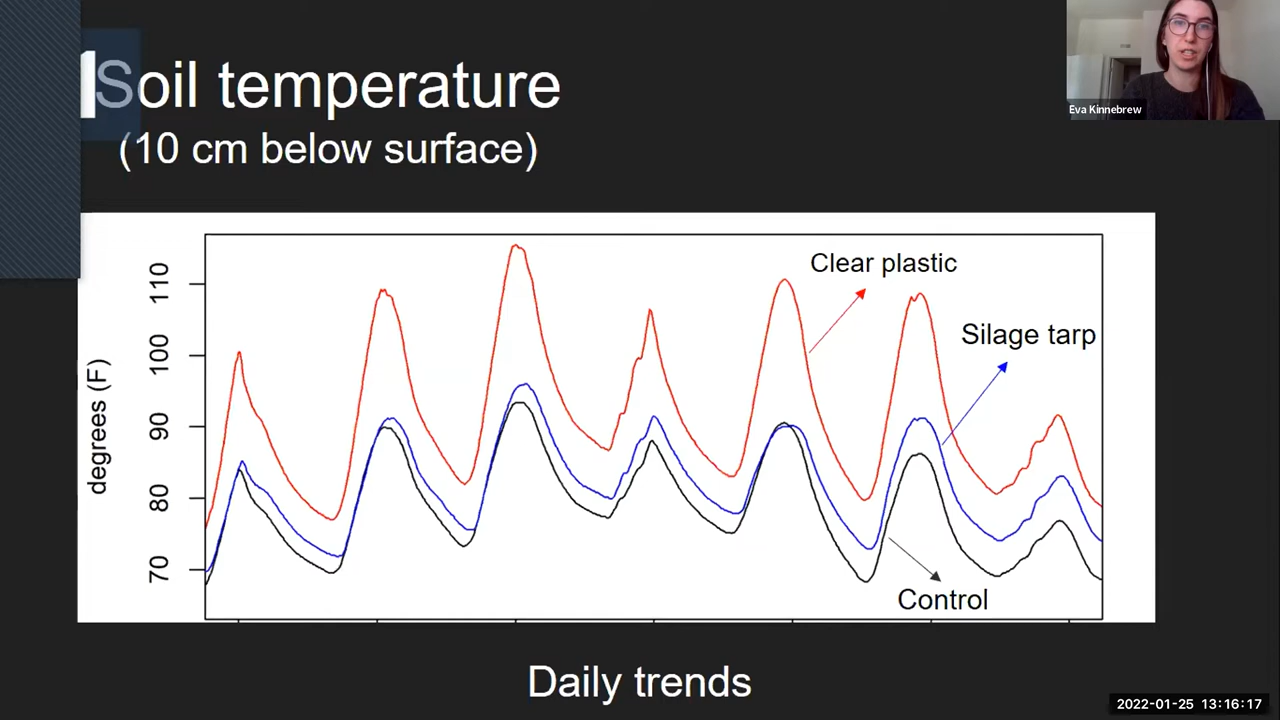 1
Soil temperature
(10 cm below surface)
Eva Kinnebrew
degrees (F)
110
100
90
80
70
Clear plastic
Silage tarp
Control
Daily trends
2022-01-25 13:16:17